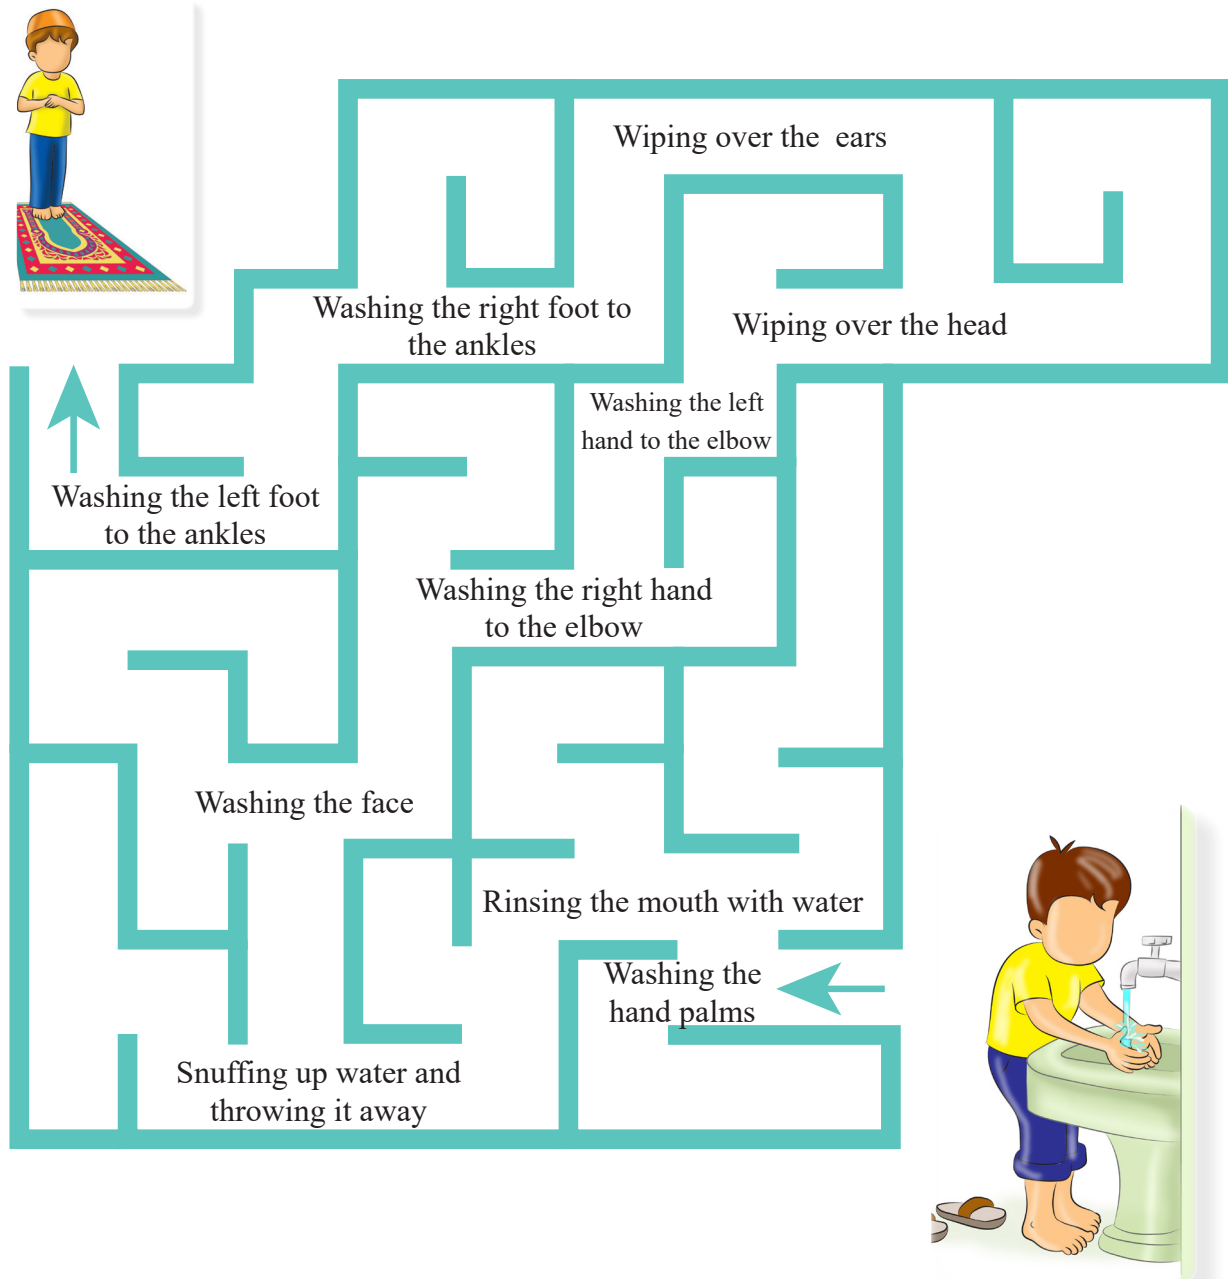 Wiping over the ears
Washing the right foot to
the ankles
Wiping over the head
Washing the left
hand to the elbow
Washing the left foot
to the ankles
Washing the right hand
to the elbow
Washing the face
Rinsing the mouth with water
Washing the
hand palms
Snuffing up water and
throwing it away